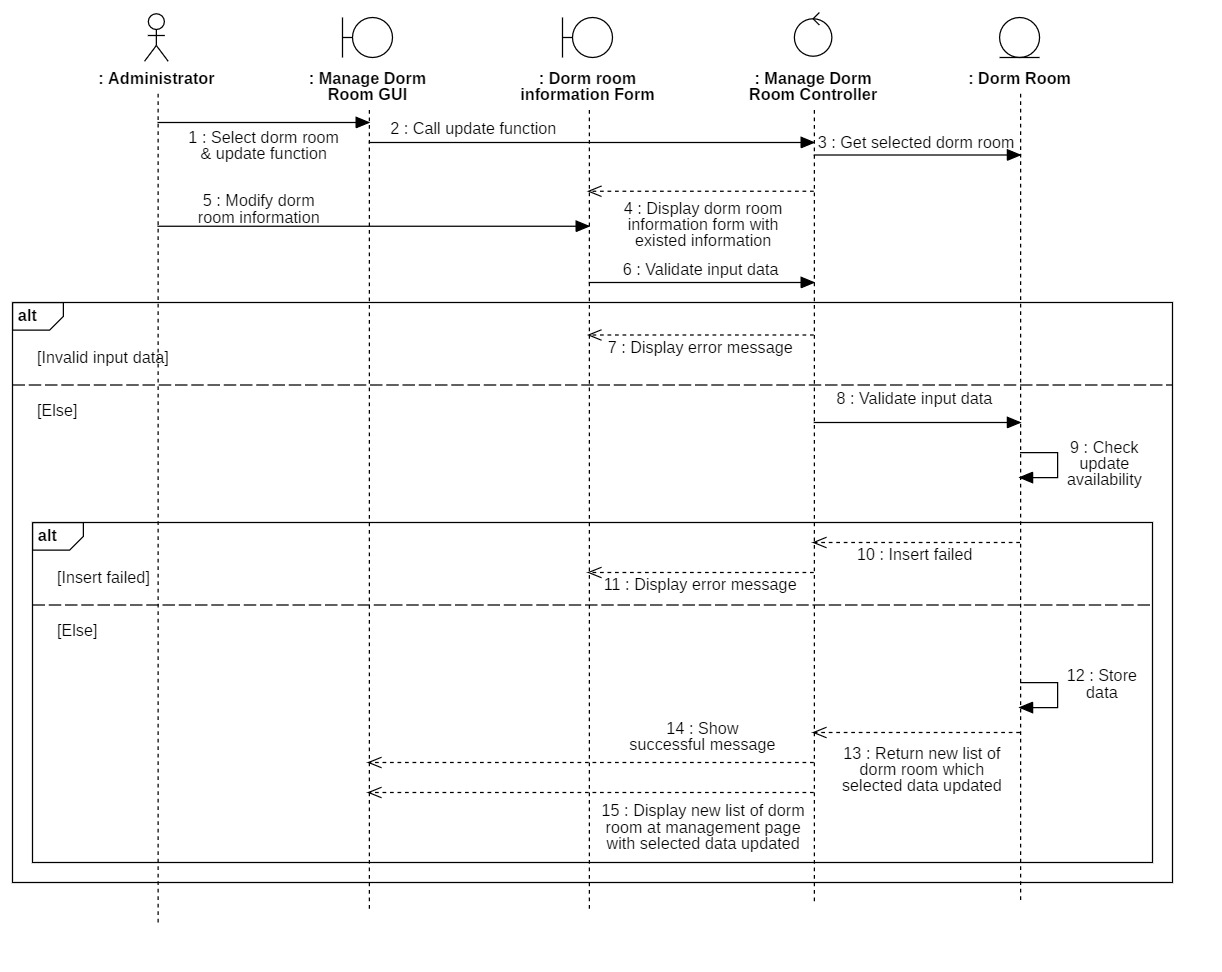 : Administrator
: Manage Dorm
Room GUI
: Dorm room
information Form
: Manage Dorm
Room Controller
: Dorm Room
1 : Select dorm room
& update function
2 : Call update function
3 : Get selected dorm room
4 : Display dorm room
information form with
existed information
5 : Modify dorm
room information
6 : Validate input data
alt
[Invalid input data]
7 : Display error message
[Else]
8 : Validate input data
9 : Check
update
availability
alt
[Insert failed]
10 : Insert failed
11 : Display error message
[Else]
12 : Store
data
13 : Return new list of
dorm room which
selected data updated
14 : Show
successful message
15 : Display new list of dorm
room at management page
with selected data updated